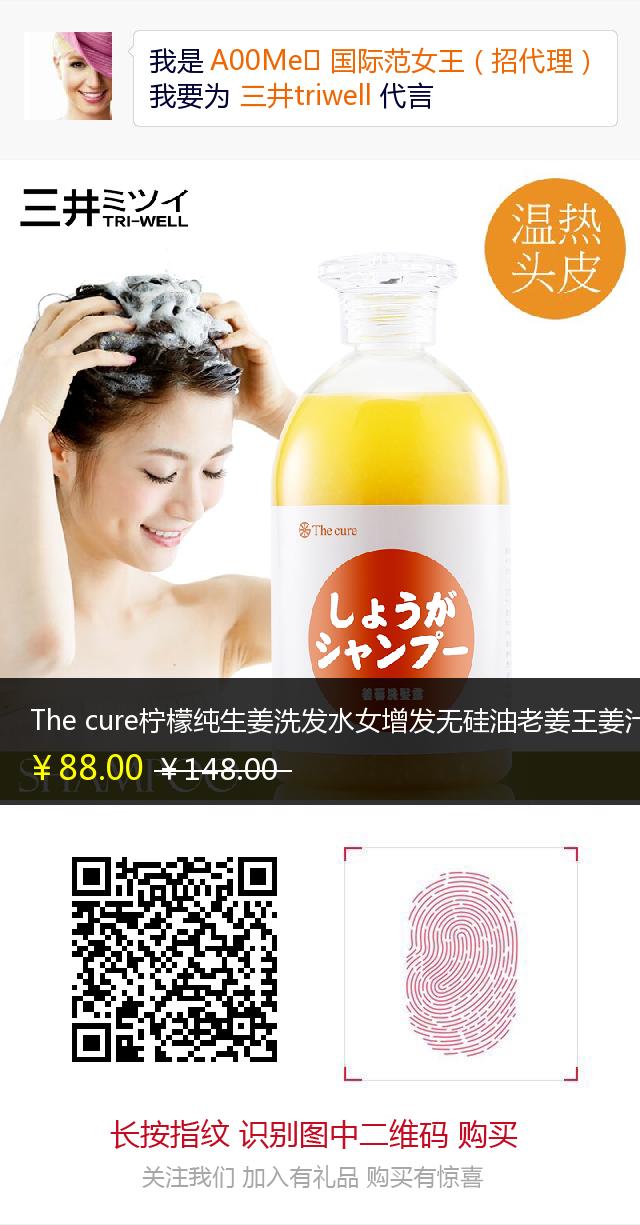 我是 A00Me 国际范女王（招代理）
我要为 三井triwell 代言
三井ミツイ
TRI-WELL
温热
头皮
The cure
しょうが
シャンプー
The cure柠檬纯生姜洗发水女增发无硅油老姜王姜汁
￥88.00 ￥148.00
SHAMPOO
长按指纹 识别图中二维码 购买
关注我们 加入有礼品 购买有惊喜